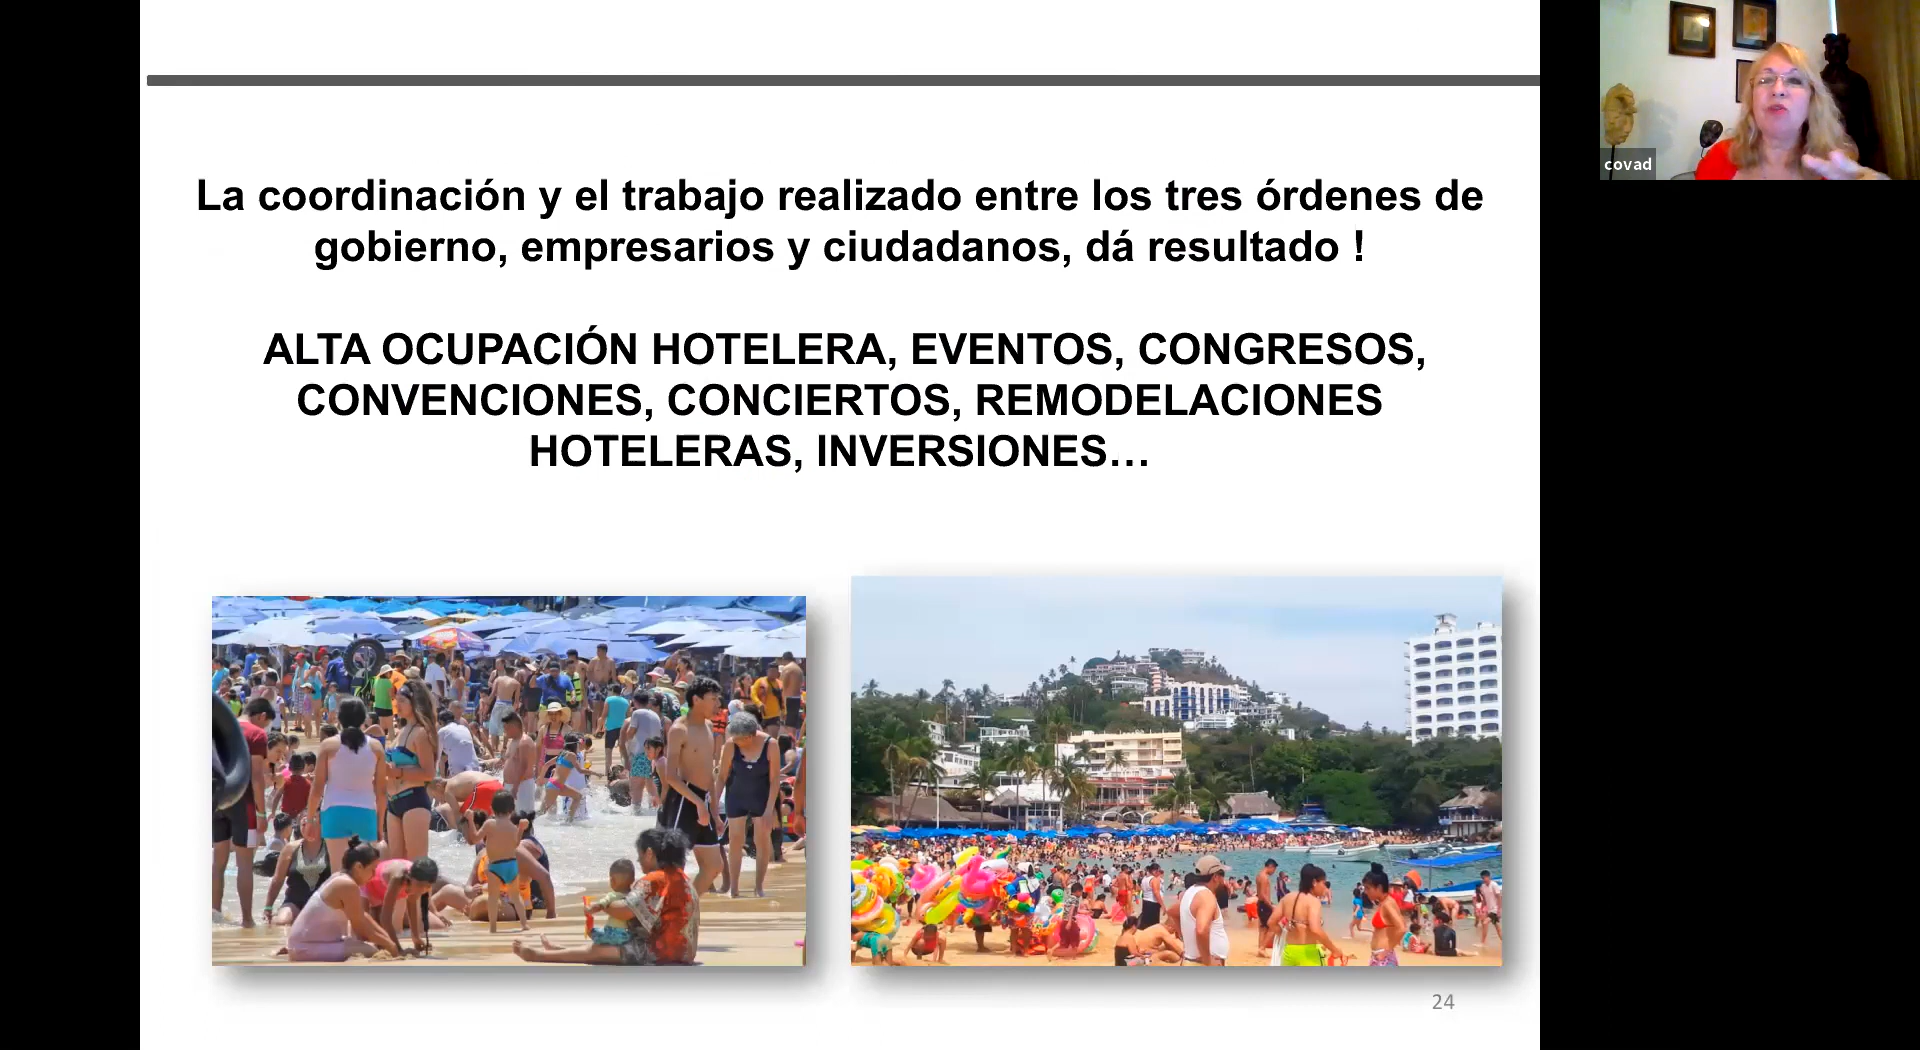 La coordinación y el trabajo realizado entre los tres órdenes de
gobierno, empresarios y ciudadanos, dá resultado !
ALTA OCUPACIÓN HOTELERA, EVENTOS, CONGRESOS,
CONVENCIONES, CONCIERTOS, REMODELACIONES
HOTELERAS, INVERSIONES…
24
covad